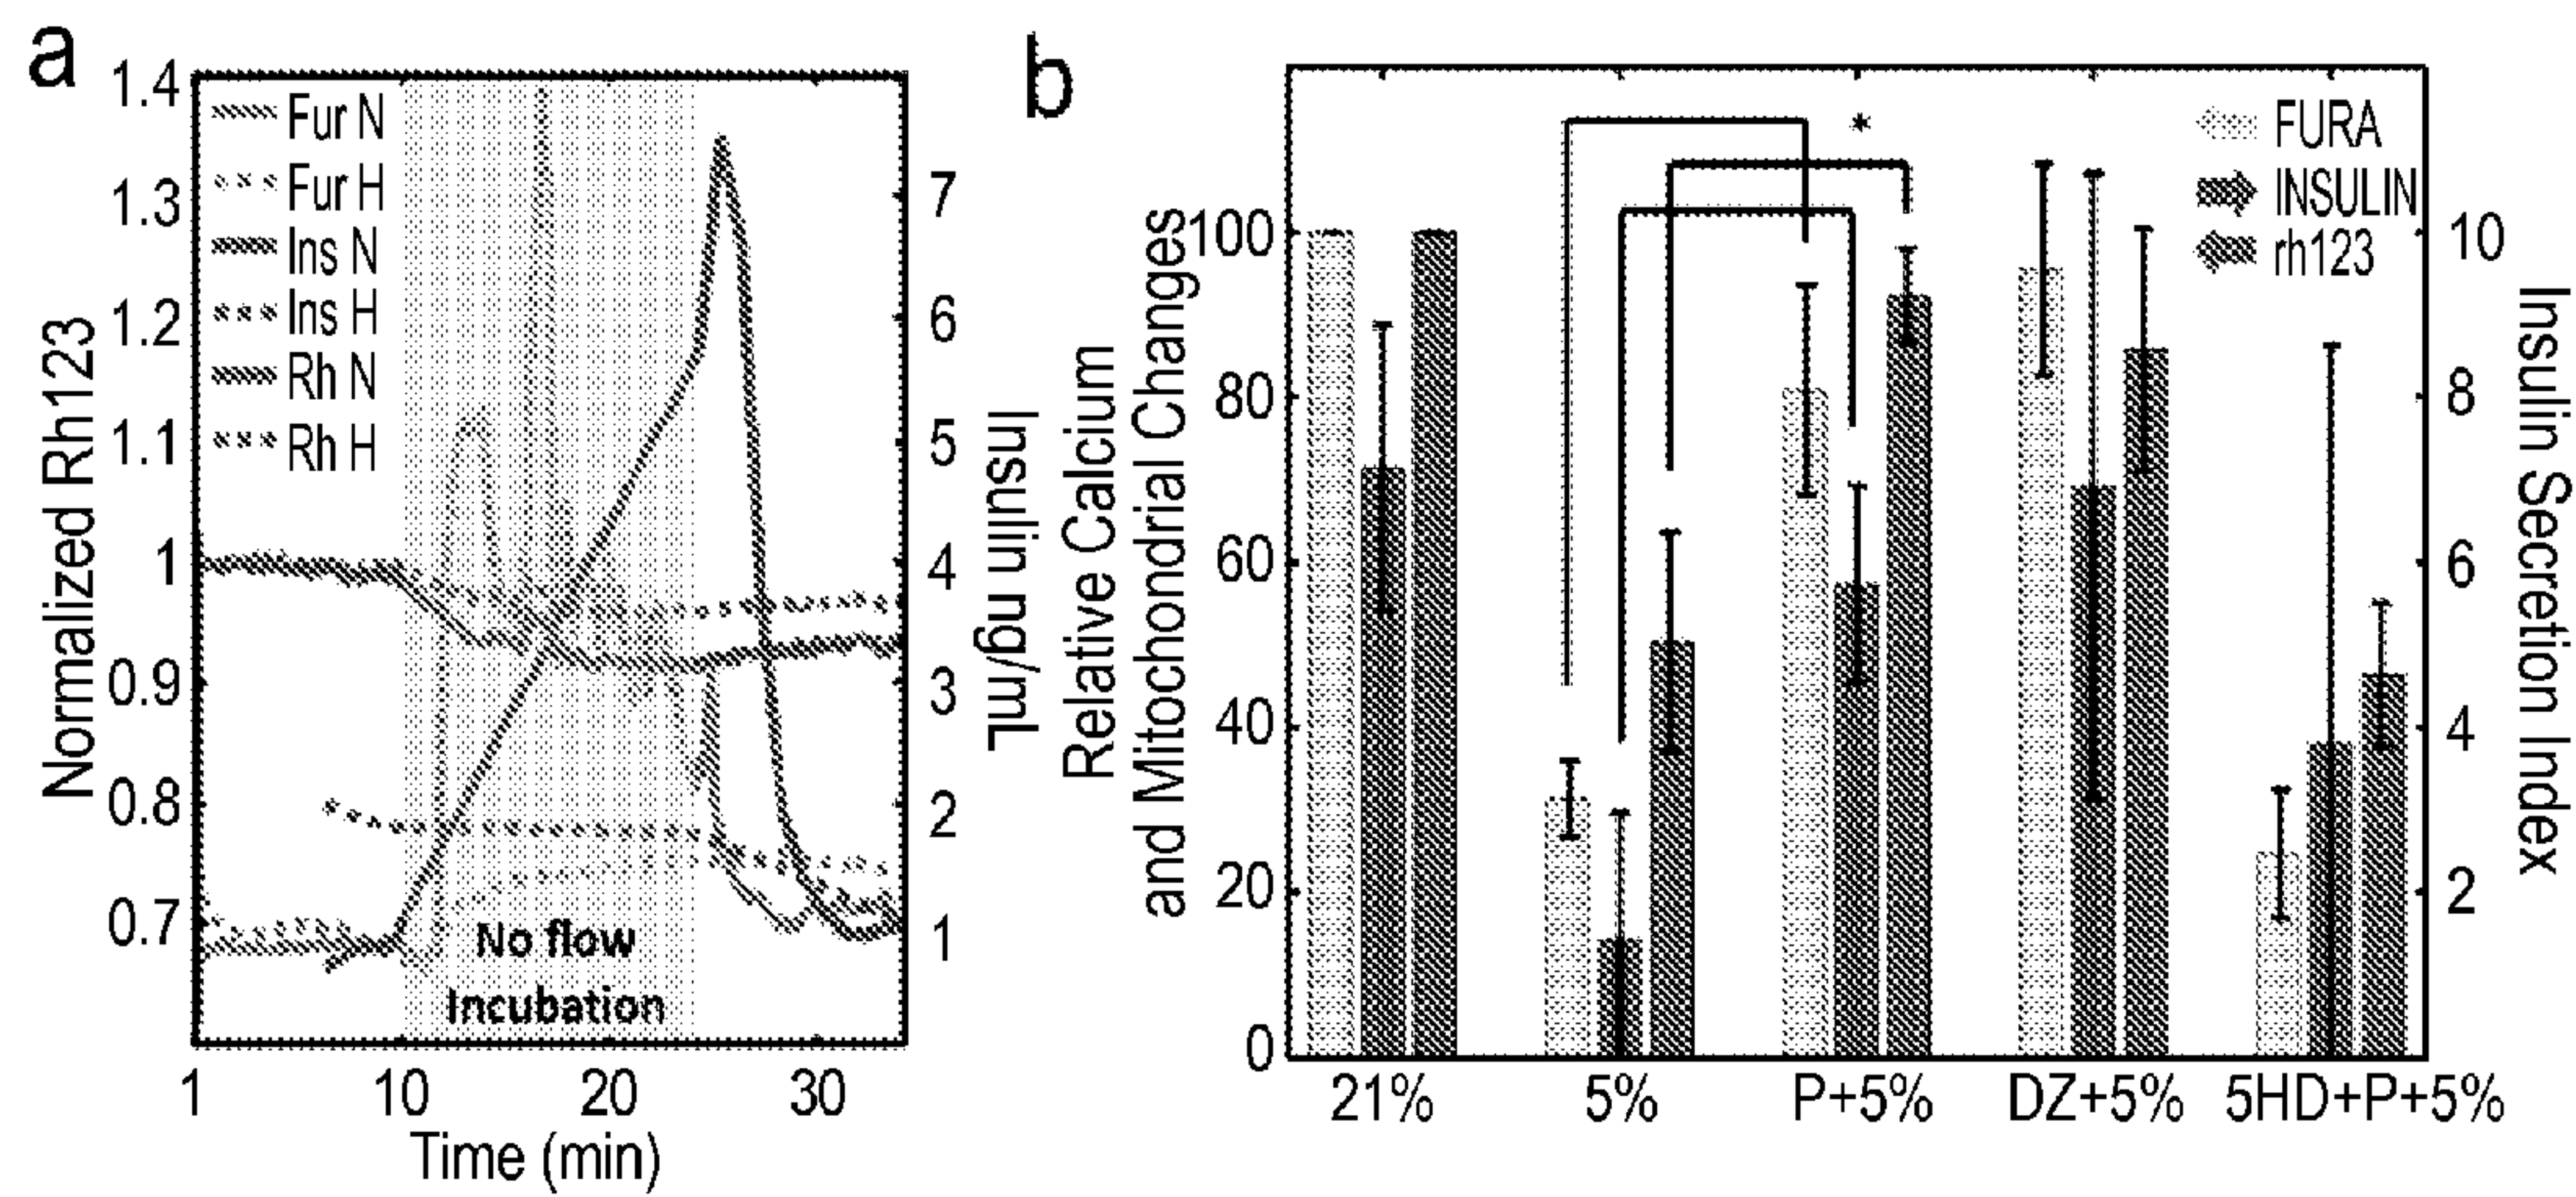 a
1.4
1.3
1.2
1.1
1
0.9
0.8
0.7
Normalized Rh123
Fur N
Fur H
Ins N
Ins H
Rh N
Rh H
No flow
Incubation
7
6
5
4
3
2
1
Insulin ng/mL
1
10
20
30
Time (min)
b
Relative Calcium
and Mitochondrial Changes
100
80
60
40
20
0
*
FURA
INSULIN
rh123
10
8
6
4
2
Insulin Secretion Index
21%
5%
P+5%
DZ+5%
5HD+P+5%